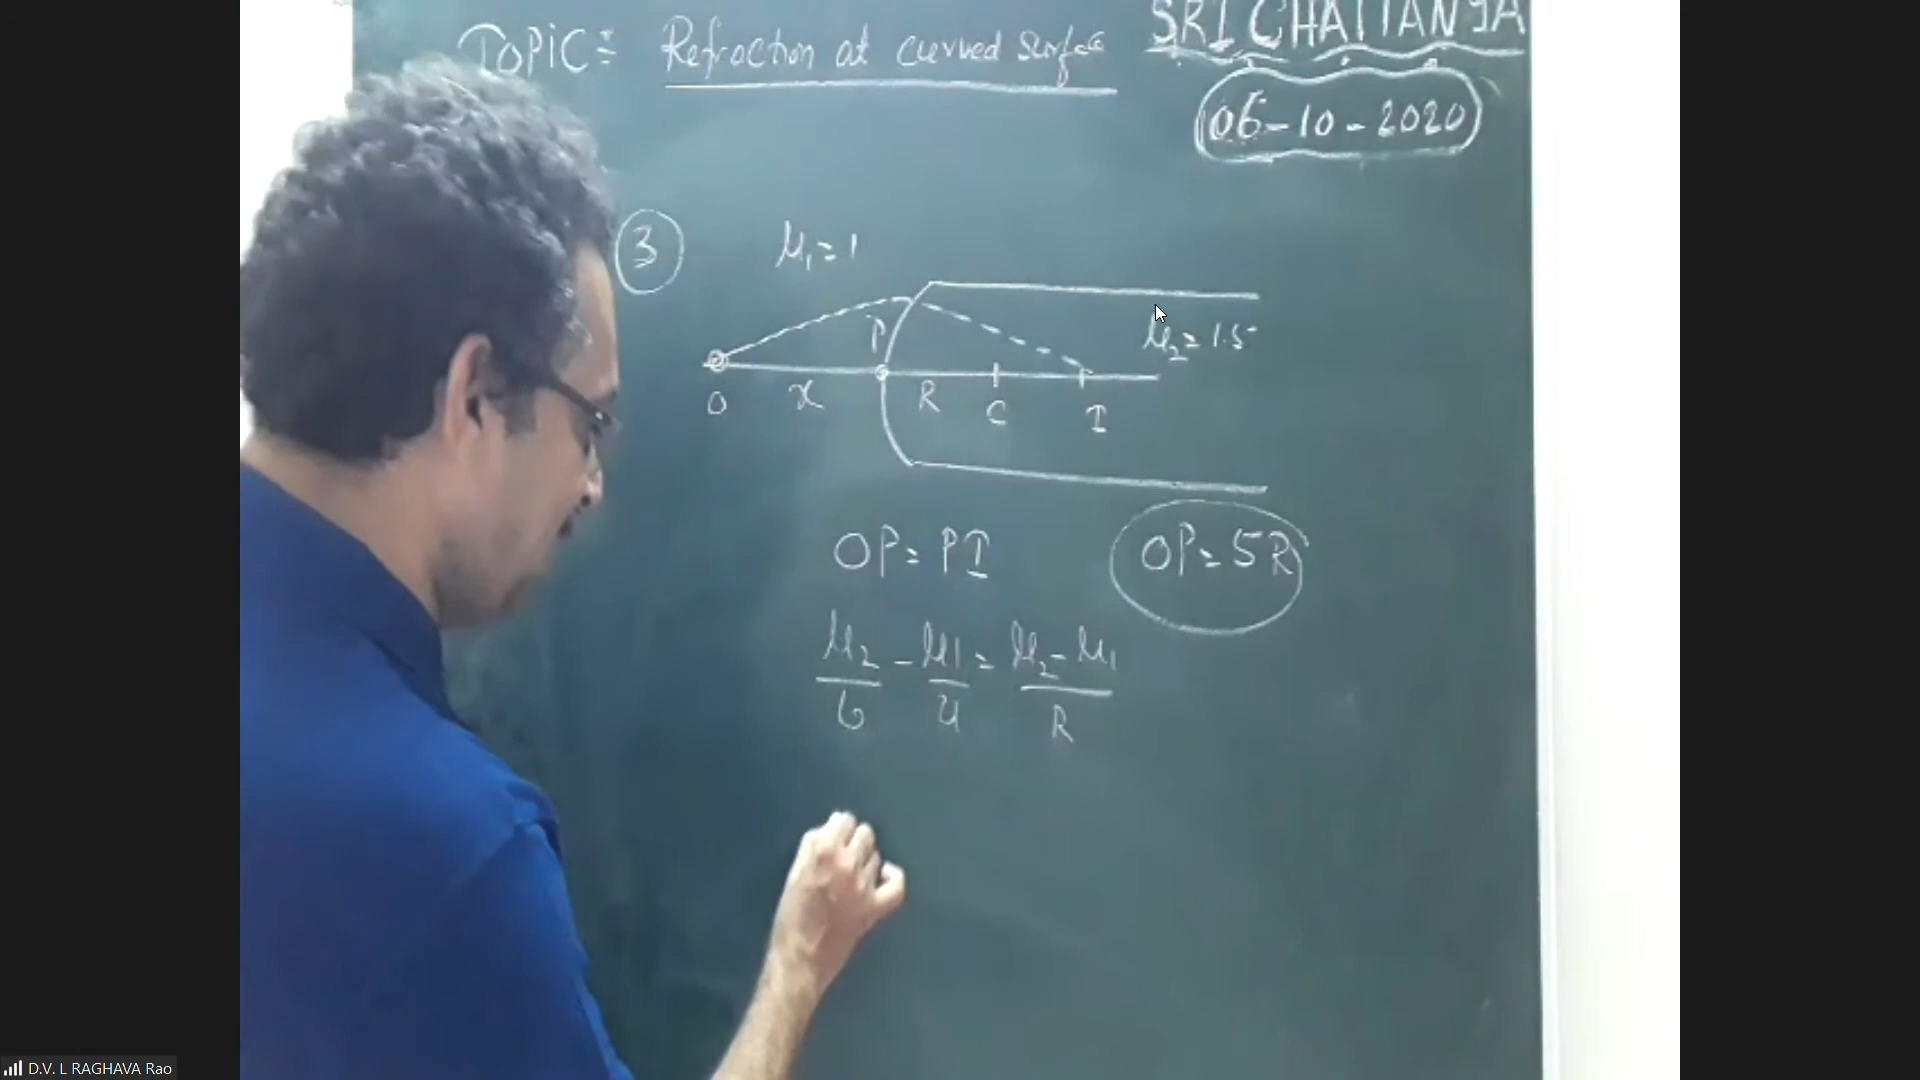 TOPIC:- Refraction at curved surface
SRI CHAITANYA
06-10-2020
3
μ₁=1
P
μ₂=1.5
O x R C I
OP=PI
OP=5R
μ₂/v - μ1/u = μ₂-μ₁/R
D.V. L RAGHAVA Rao